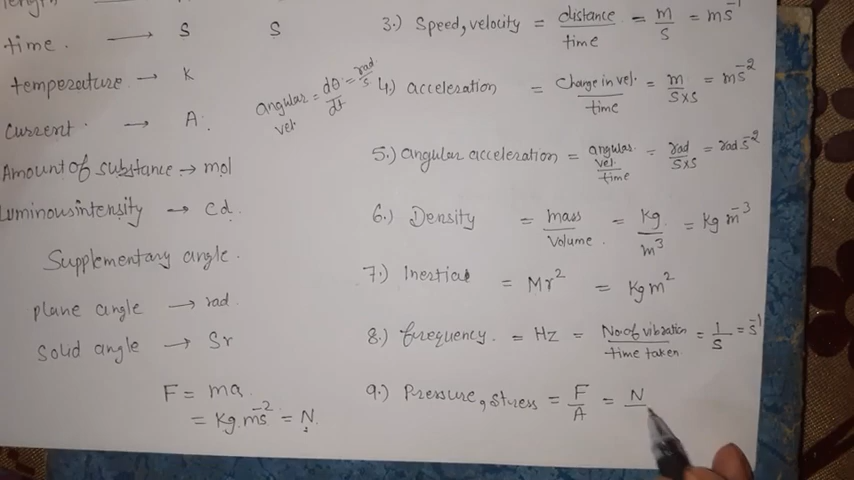 length
time. → S S
temperature → K
Current. → A.
Amount of substance → mol
Luminous intensity → Cd.
Supplementary angle.
plane angle → rad.
Solid angle → Sr
F = ma.
= Kg.ms⁻² = N.
angular vel = dθ/dt = rad/s
3.) Speed, velocity = distance/time = m/s = ms⁻¹
4.) acceleration = Change in vel./time = m/s×s = ms⁻²
5.) angular acceleration = angular vel./time = rad/s×s = rad s⁻²
6.) Density = mass/Volume. = Kg/m³ = Kg m⁻³
7.) Inertial = Mr² = Kgm²
8.) frequency. = Hz = No.of vibration/time taken = 1/s = s⁻¹
9.) Pressure, Stress = F/A = N/